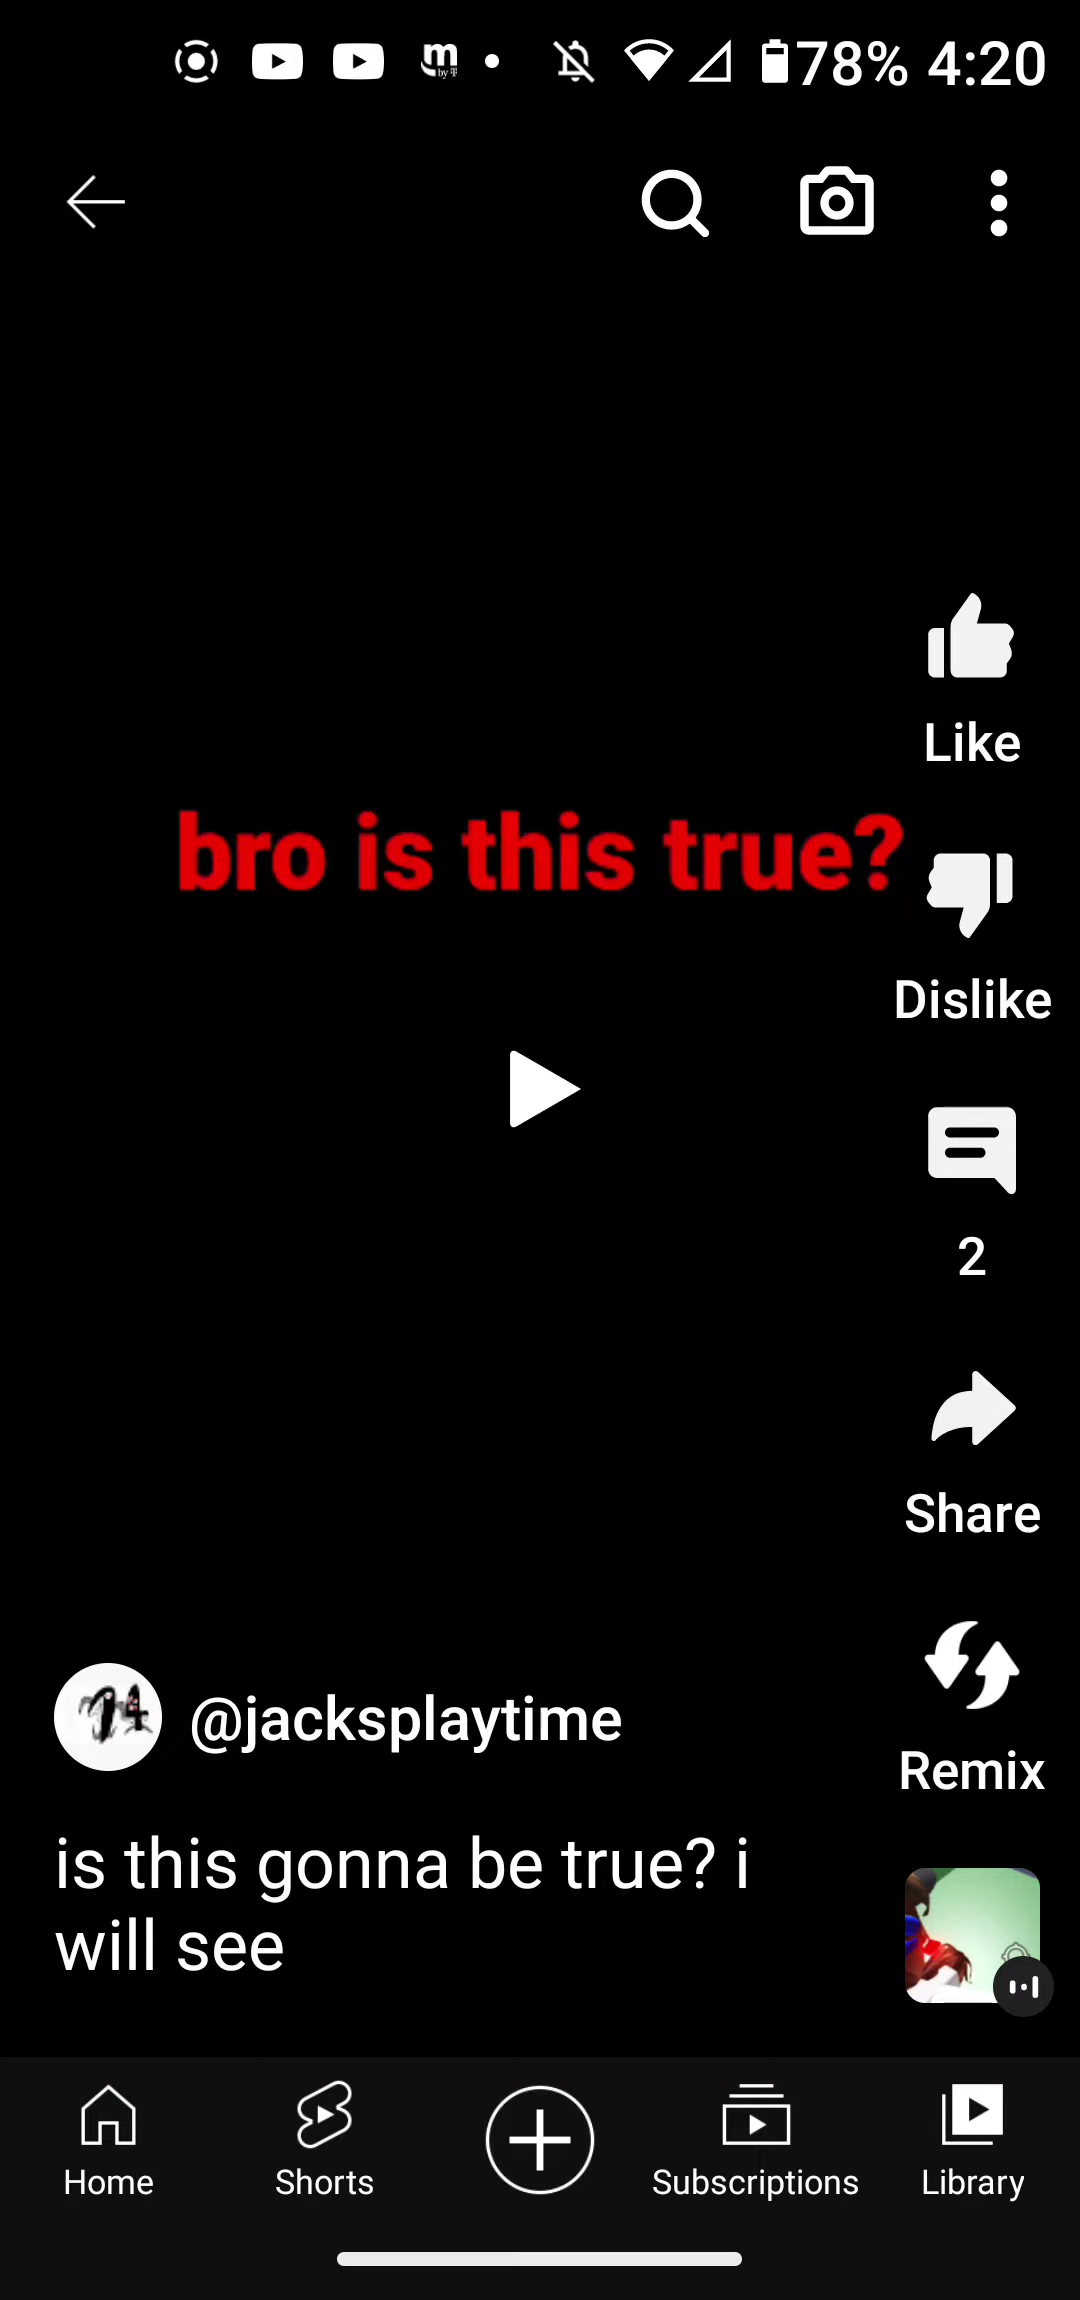 78% 4:20
bro is this true?
Like
Dislike
2
Share
Remix
@jacksplaytime
is this gonna be true? i
will see
Home
Shorts
Subscriptions
Library